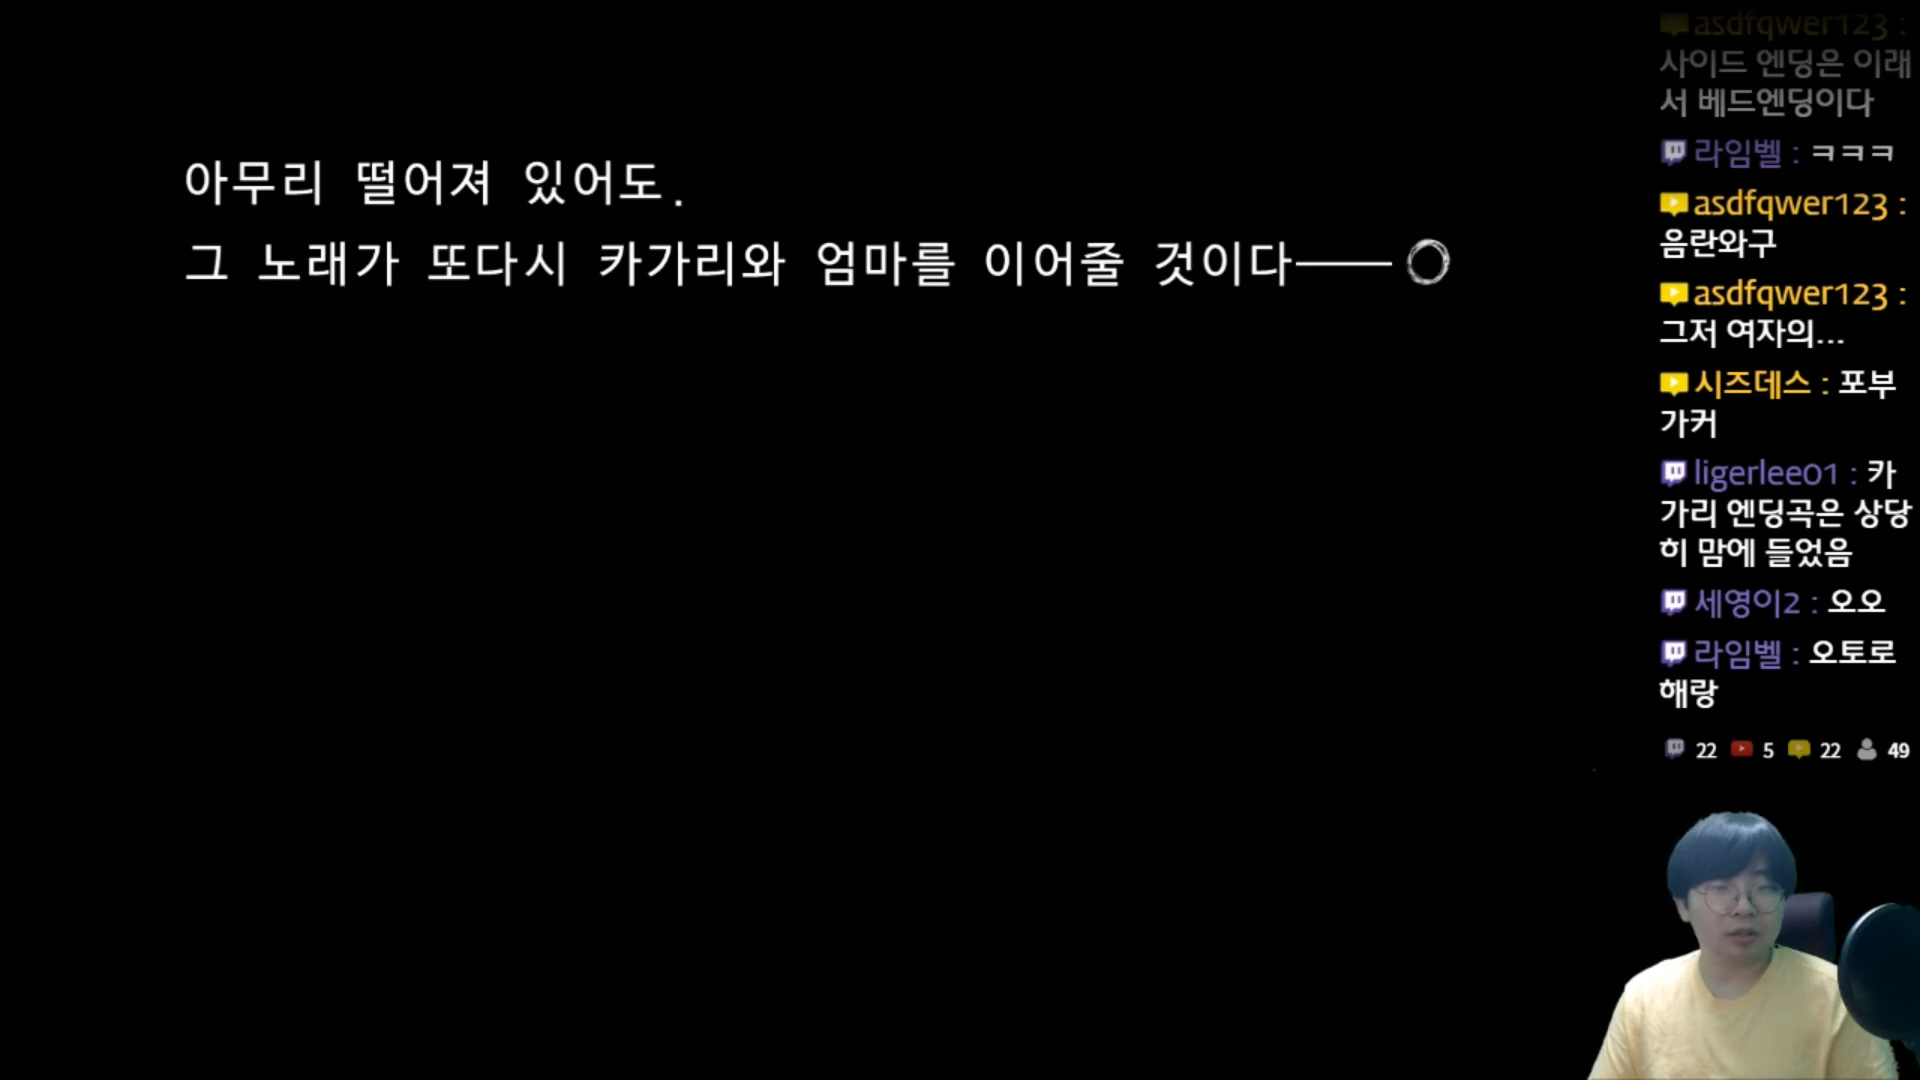 아무리 떨어져 있어도.
그 노래가 또다시 카가리와 엄마를 이어줄 것이다──
asdfqwer123 :
사이드 엔딩은 이래
서 베드엔딩이다
라임벨 : ㅋㅋㅋ
asdfqwer123 :
음란와구
asdfqwer123 :
그저 여자의...
시즈데스 : 포부
가커
ligerlee01 : 카
가리 엔딩곡은 상당
히 맘에 들었음
세영이2 : 오오
라임벨 : 오토로
해랑
22 5 22 49